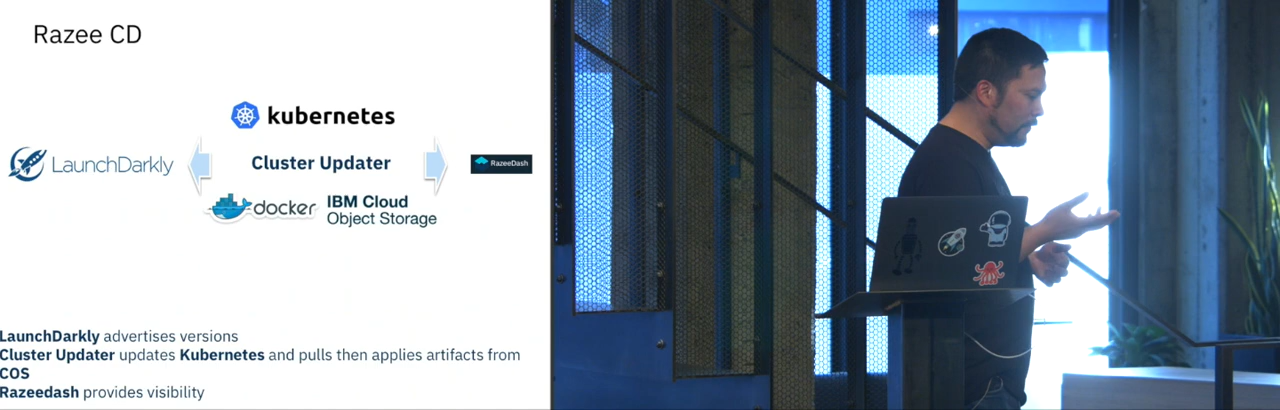 Razee CD
kubernetes
LaunchDarkly
Cluster Updater
RazeeDash
docker
IBM Cloud
Object Storage
LaunchDarkly advertises versions
Cluster Updater updates Kubernetes and pulls then applies artifacts from
COS
Razeedash provides visibility